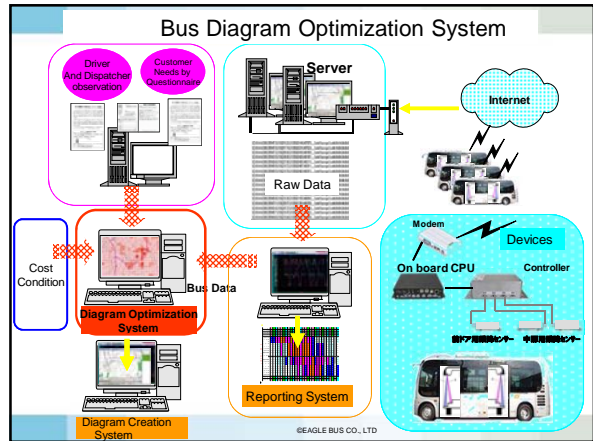 Bus Diagram Optimization System
Driver
And Dispatcher
observation
Customer
Needs by
Questionnaire
Server
Internet
Raw Data
Cost
Condition
Bus Data
Diagram Optimization
System
Diagram Creation
System
Reporting System
Modem
Devices
On board CPU
Controller
©EAGLE BUS CO., LTD